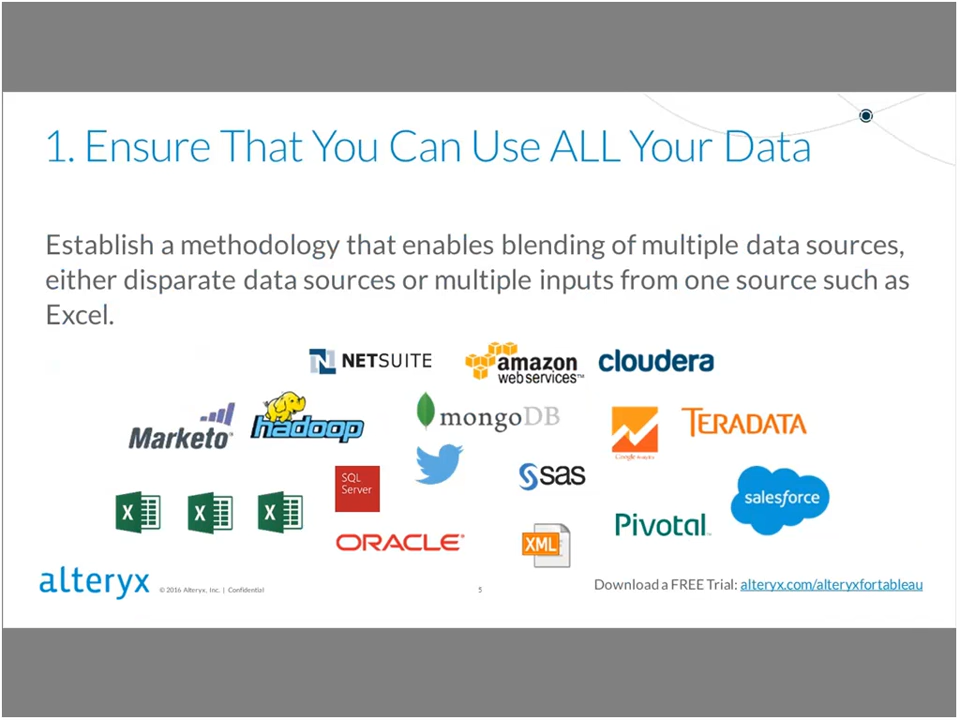 1. Ensure That You Can Use ALL Your Data
Establish a methodology that enables blending of multiple data sources,
either disparate data sources or multiple inputs from one source such as
Excel.
NETSUITE
amazon
web services™
cloudera
Marketo
hadoop
mongoDB
Google Analytics
TERADATA
SQL
Server
sas
salesforce
X
X
X
ORACLE
XML
Pivotal
alteryx
© 2016 Alteryx, Inc. | Confidential
5
Download a FREE Trial: alteryx.com/alteryxfortableau